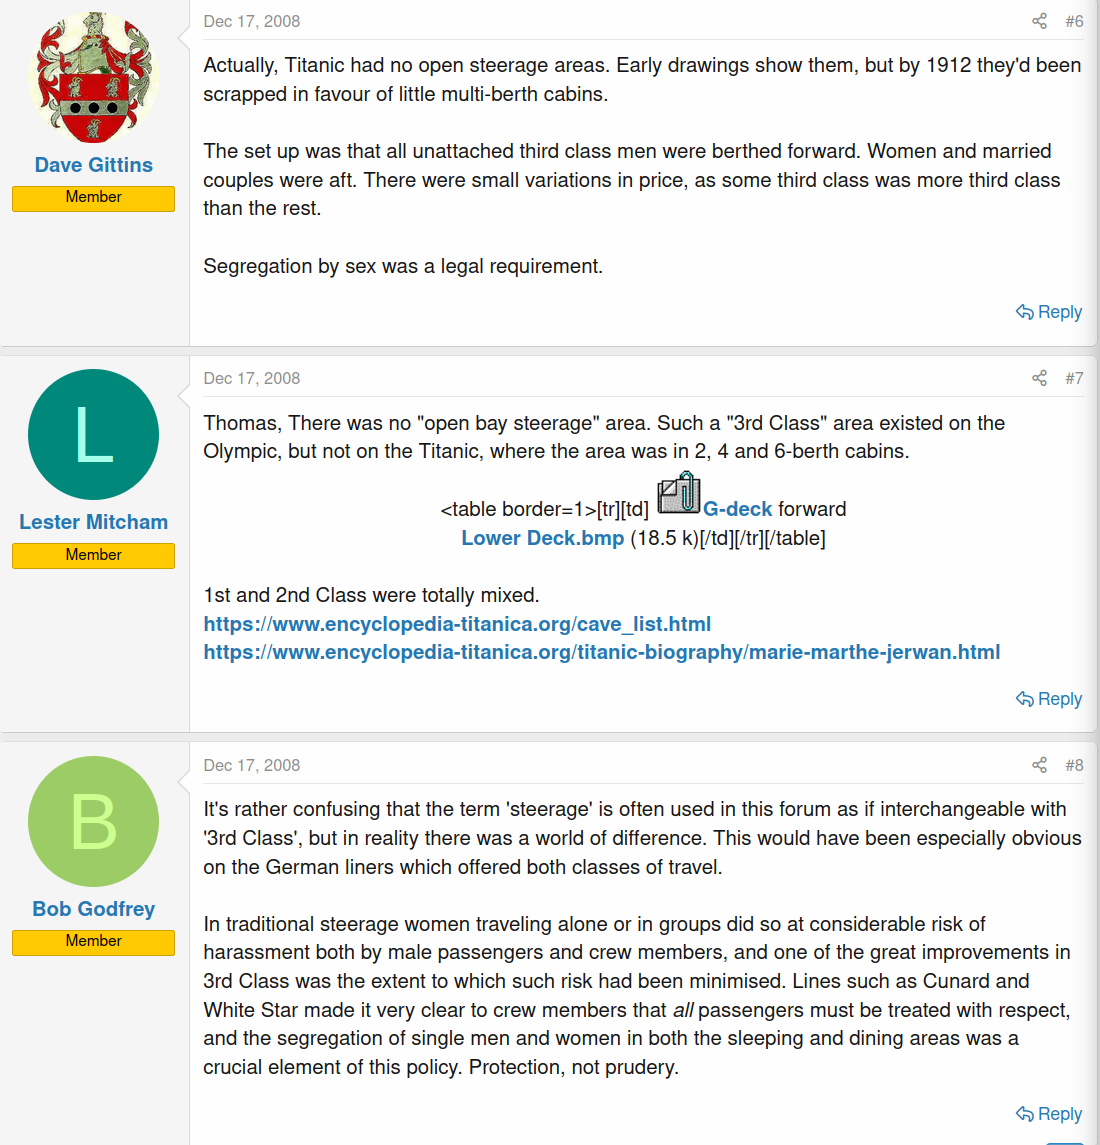 Dec 17, 2008
#6
Actually, Titanic had no open steerage areas. Early drawings show them, but by 1912 they'd been
scrapped in favour of little multi-berth cabins.
The set up was that all unattached third class men were berthed forward. Women and married
couples were aft. There were small variations in price, as some third class was more third class
than the rest.
Segregation by sex was a legal requirement.
Dave Gittins
Member
Reply
Dec 17, 2008
#7
L
Thomas, There was no "open bay steerage" area. Such a "3rd Class" area existed on the
Olympic, but not on the Titanic, where the area was in 2, 4 and 6-berth cabins.
<table border=1>[tr][td] G-deck forward
Lower Deck.bmp (18.5 k)[/td][/tr][/table]
1st and 2nd Class were totally mixed.
https://www.encyclopedia-titanica.org/cave_list.html
https://www.encyclopedia-titanica.org/titanic-biography/marie-marthe-jerwan.html
Lester Mitcham
Member
Reply
Dec 17, 2008
#8
B
It's rather confusing that the term 'steerage' is often used in this forum as if interchangeable with
'3rd Class', but in reality there was a world of difference. This would have been especially obvious
on the German liners which offered both classes of travel.
In traditional steerage women traveling alone or in groups did so at considerable risk of
harassment both by male passengers and crew members, and one of the great improvements in
3rd Class was the extent to which such risk had been minimised. Lines such as Cunard and
White Star made it very clear to crew members that all passengers must be treated with respect,
and the segregation of single men and women in both the sleeping and dining areas was a
crucial element of this policy. Protection, not prudery.
Bob Godfrey
Member
Reply